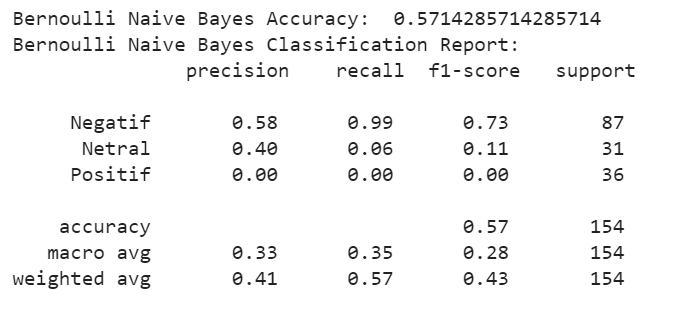 Bernoulli Naive Bayes Accuracy:  0.5714285714285714
Bernoulli Naive Bayes Classification Report:
precision    recall  f1-score   support
Negatif       0.58      0.99      0.73        87
Netral       0.40      0.06      0.11        31
Positif       0.00      0.00      0.00        36
accuracy                           0.57       154
macro avg       0.33      0.35      0.28       154
weighted avg       0.41      0.57      0.43       154